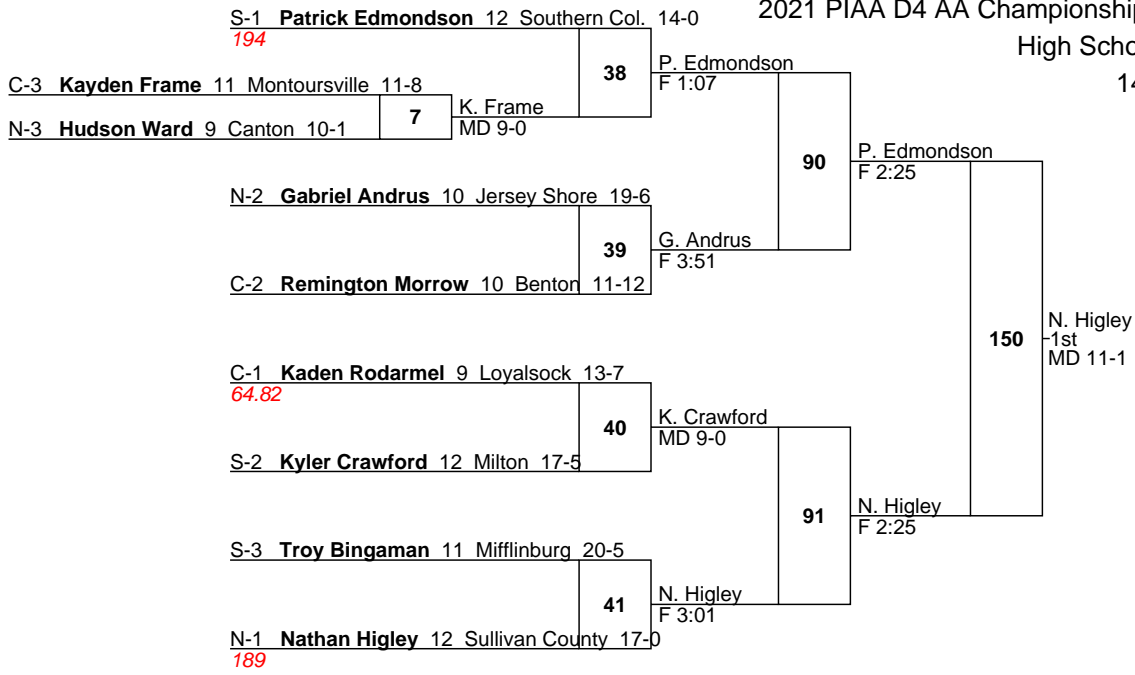 2021 PIAA D4 AA Championship
High Scho
14
S-1 Patrick Edmondson 12 Southern Col. 14-0
194
38
P. Edmondson
F 1:07
C-3 Kayden Frame 11 Montoursville 11-8
7
K. Frame
MD 9-0
N-3 Hudson Ward 9 Canton 10-1
90
P. Edmondson
F 2:25
N-2 Gabriel Andrus 10 Jersey Shore 19-6
39
G. Andrus
F 3:51
C-2 Remington Morrow 10 Benton 11-12
150
N. Higley
1st
MD 11-1
C-1 Kaden Rodarmel 9 Loyalsock 13-7
64.82
40
K. Crawford
MD 9-0
S-2 Kyler Crawford 12 Milton 17-5
91
N. Higley
F 2:25
S-3 Troy Bingaman 11 Mifflinburg 20-5
41
N. Higley
F 3:01
N-1 Nathan Higley 12 Sullivan County 17-0
189